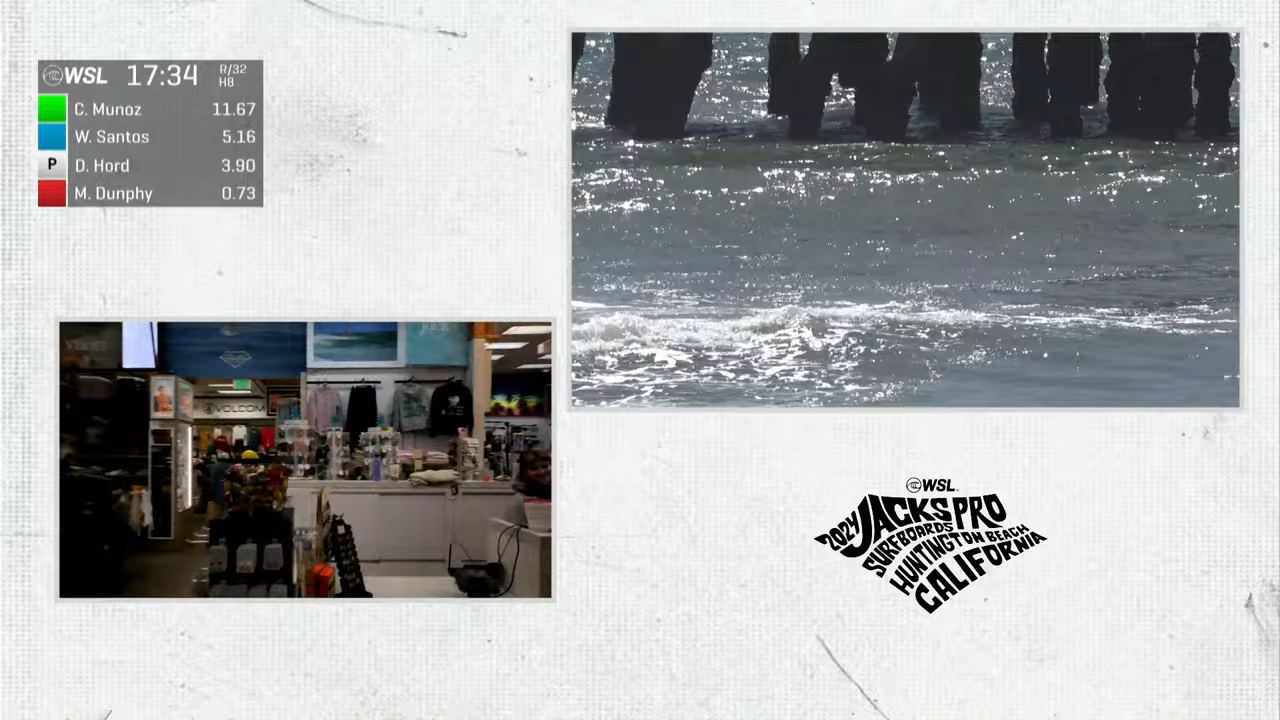 WSL 17:34 R/32 H8
C. Munoz 11.67
W. Santos 5.16
P D. Hord 3.90
M. Dunphy 0.73
VOLCOM
WSL
2024 JACKS PRO
SURFBOARDS
HUNTINGTON BEACH
CALIFORNIA